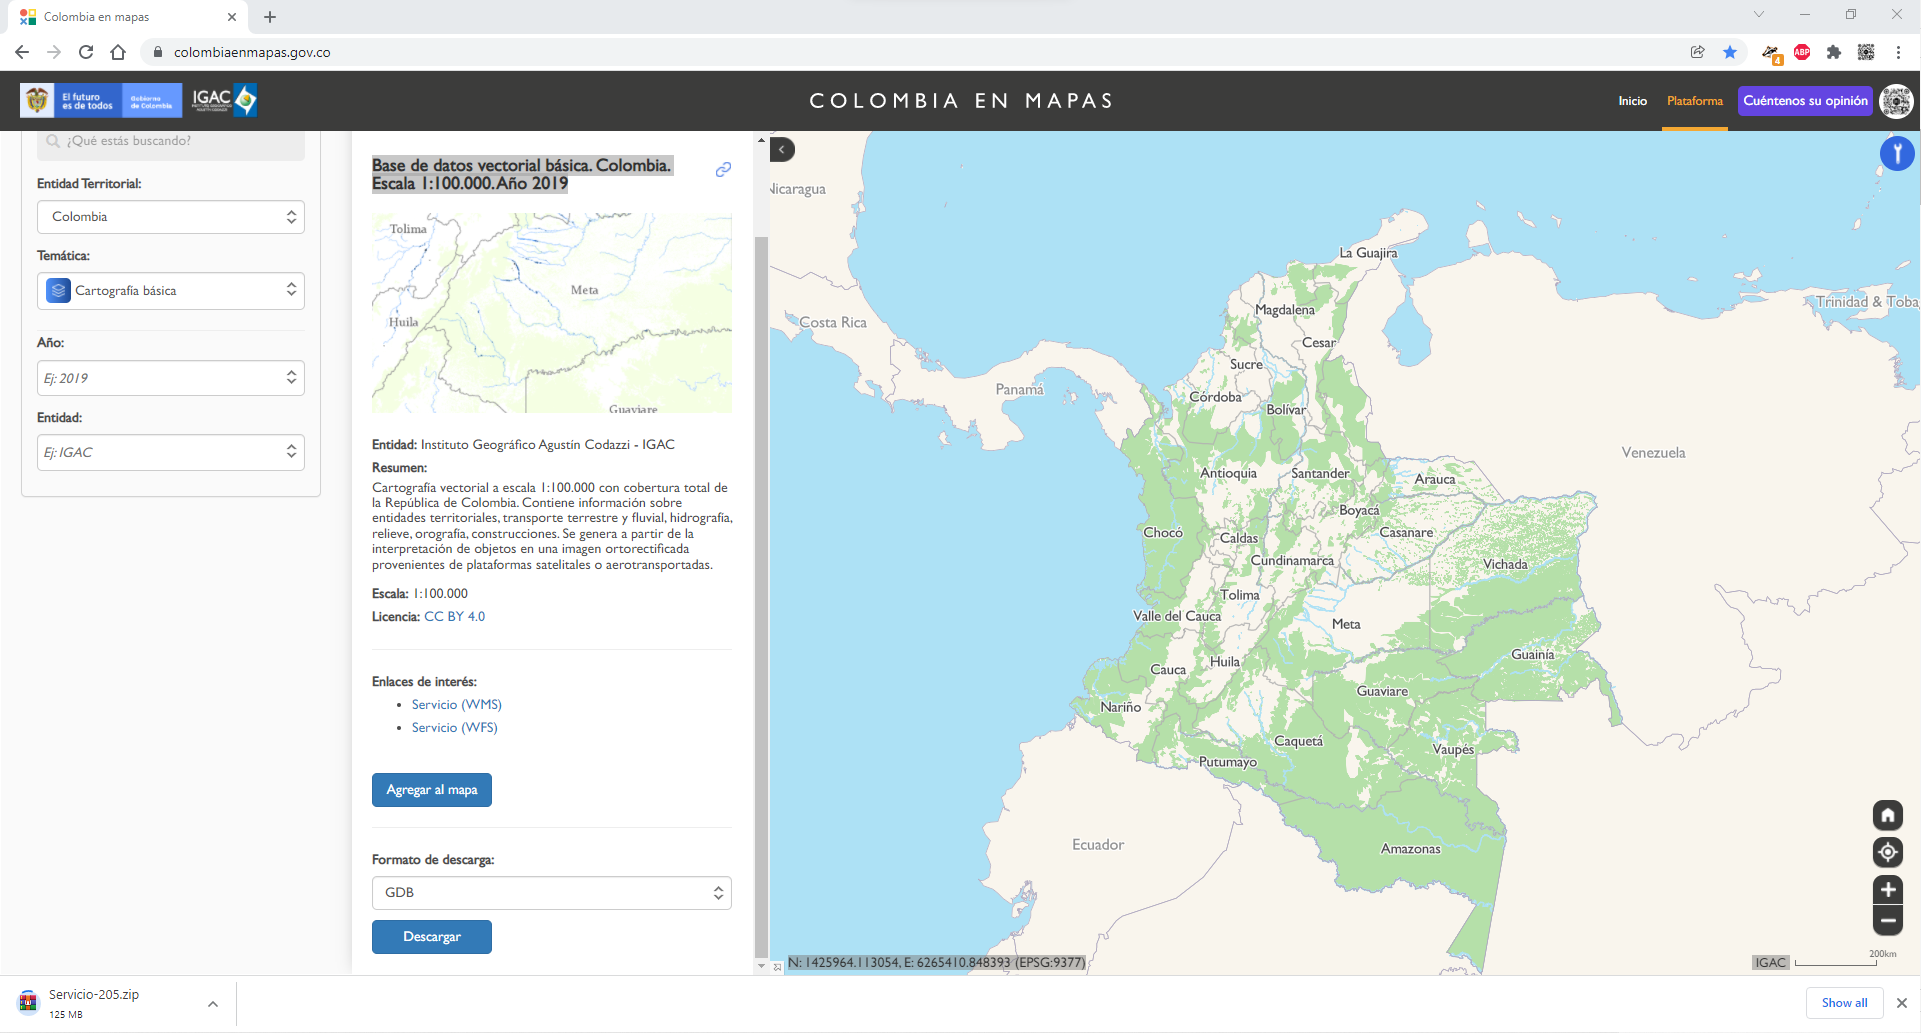 Colombia en mapas
colombiaenmapas.gov.co
4
ABP
El futuro
es de todos
Gobierno
de Colombia
IGAC
COLOMBIA EN MAPAS
Inicio
Plataforma
Cuéntenos su opinión
¿Qué estás buscando?
Entidad Territorial:
Colombia
Temática:
Cartografía básica
Año:
Ej: 2019
Entidad:
Ej: IGAC
Base de datos vectorial básica. Colombia.
Escala 1:100.000. Año 2019
Tolima
Meta
Huila
Guaviare
Entidad: Instituto Geográfico Agustín Codazzi - IGAC
Resumen:
Cartografía vectorial a escala 1:100.000 con cobertura total de
la República de Colombia. Contiene información sobre
entidades territoriales, transporte terrestre y fluvial, hidrografía,
relieve, orografía, construcciones. Se genera a partir de la
interpretación de objetos en una imagen ortorectificada
provenientes de plataformas satelitales o aerotransportadas.
Escala: 1:100.000
Licencia: CC BY 4.0
Enlaces de interés:
Servicio (WMS)
Servicio (WFS)
Agregar al mapa
Formato de descarga:
GDB
Descargar
Nicaragua
La Guajira
Trinidad & Toba
Magdalena
Costa Rica
Cesar
Sucre
Panamá
Córdoba
Bolívar
Venezuela
Antioquia
Santander
Arauca
Boyacá
Chocó
Caldas
Casanare
Cundinamarca
Vichada
Tolima
Valle del Cauca
Meta
Cauca
Huila
Guainía
Guaviare
Nariño
Caquetá
Vaupés
Putumayo
Ecuador
Amazonas
N: 1425964.113054, E: 6265410.848393 (EPSG:9377)
IGAC
200km
Servicio-205.zip
125 MB
Show all